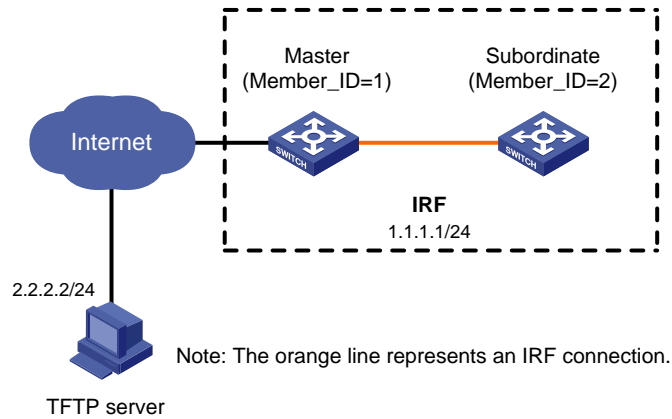 Master
(Member_ID=1)
Subordinate
(Member_ID=2)
Internet
SWITCH
SWITCH
IRF
1.1.1.1/24
2.2.2.2/24
Note: The orange line represents an IRF connection.
TFTP server